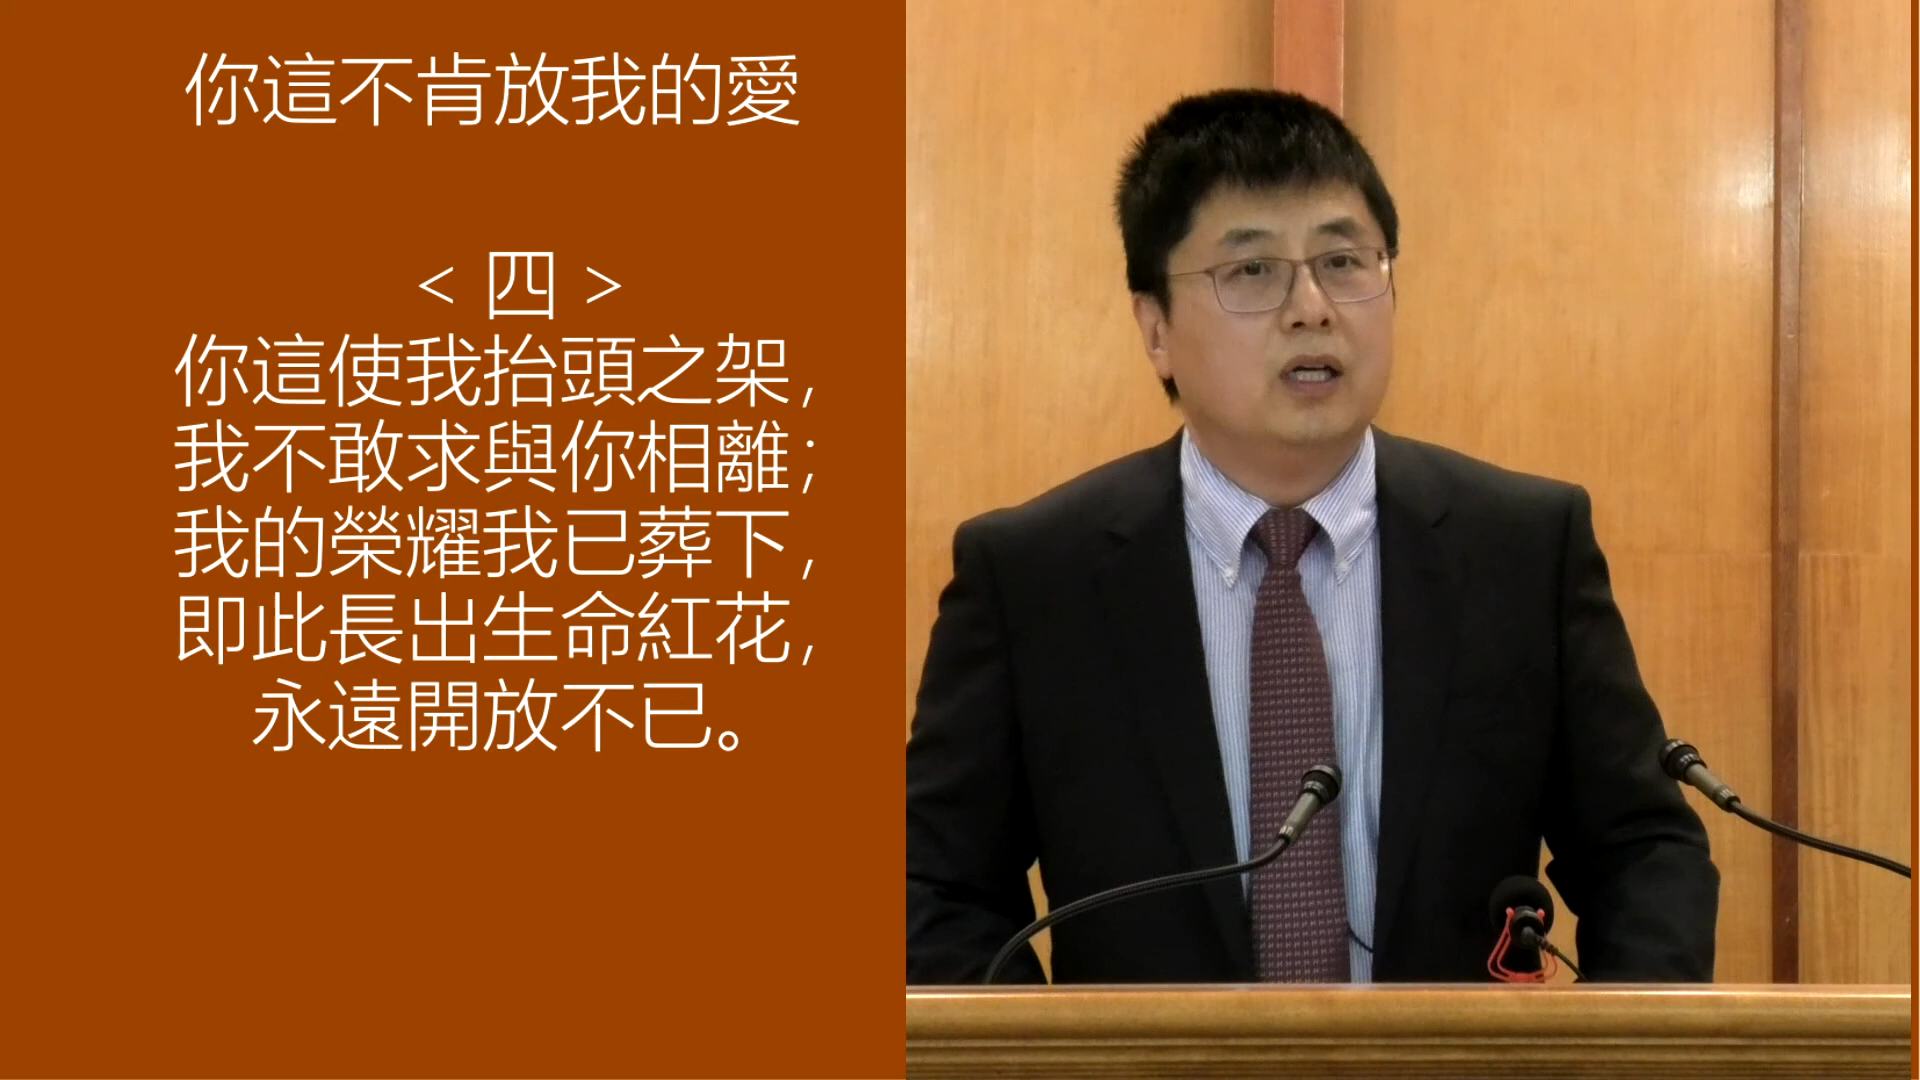 你這不肯放我的愛
< 四 >
你這使我抬頭之架，
我不敢求與你相離；
我的榮耀我已葬下，
即此長出生命紅花，
永遠開放不已。